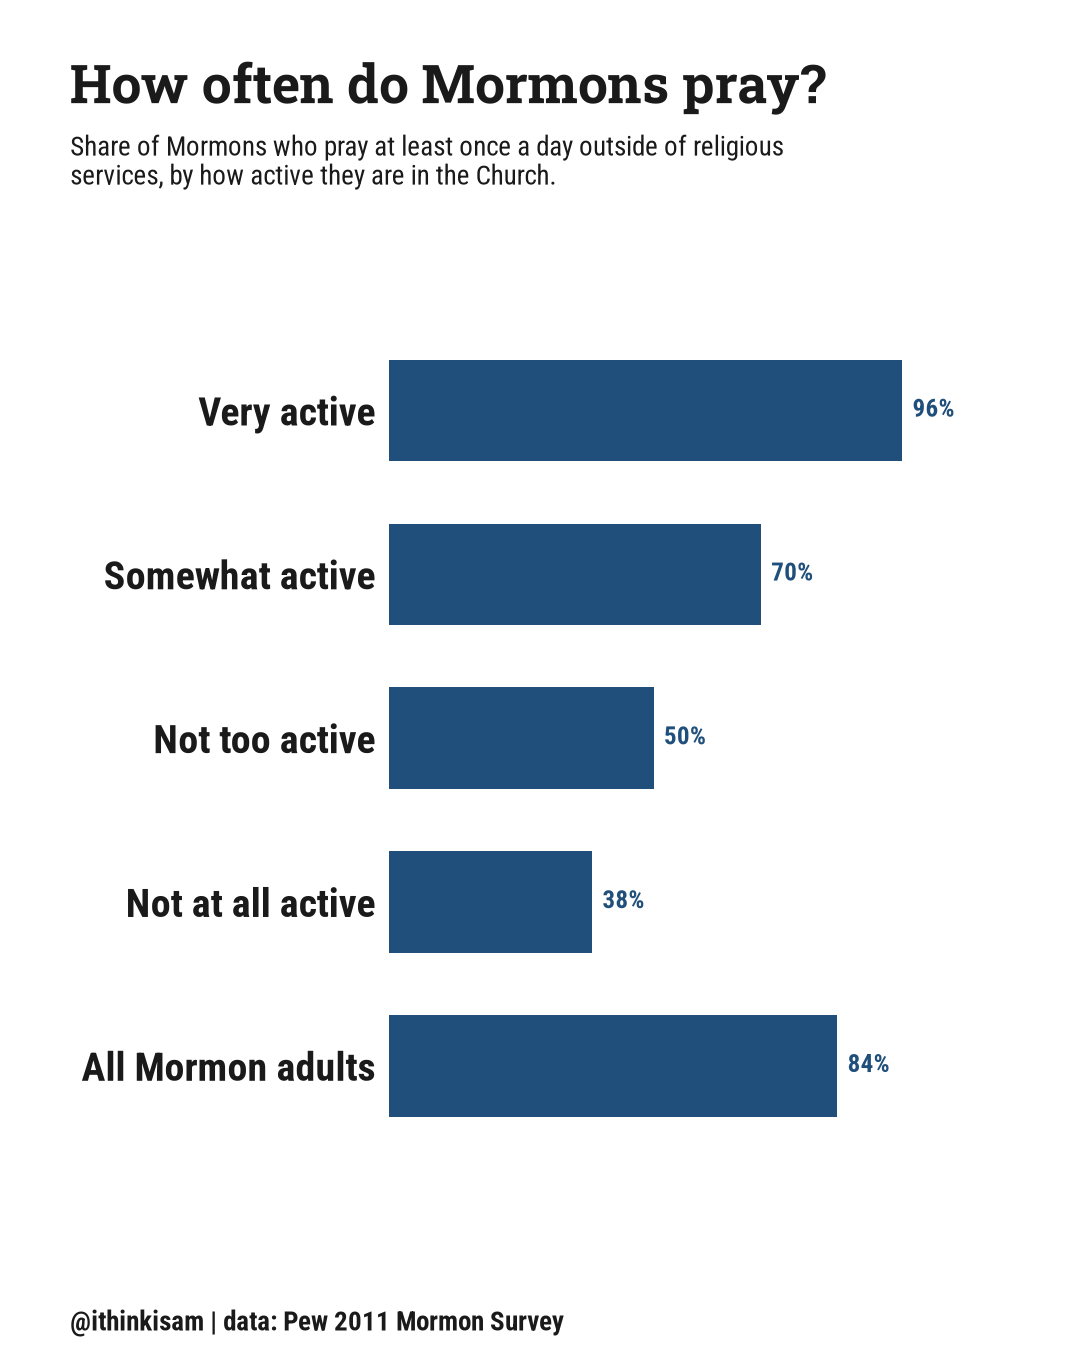 How often do Mormons pray?
Share of Mormons who pray at least once a day outside of religious
services, by how active they are in the Church.
Very active 96%
Somewhat active 70%
Not too active 50%
Not at all active 38%
All Mormon adults 84%
@ithinkisam | data: Pew 2011 Mormon Survey